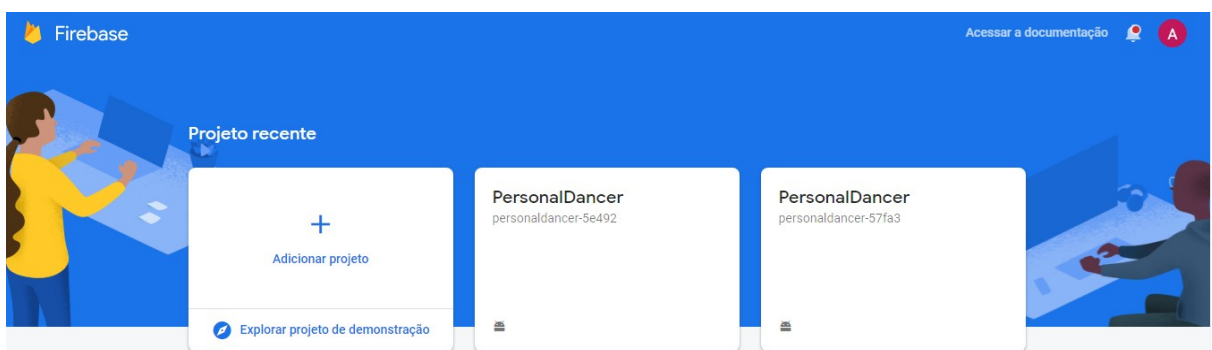 Firebase
Acessar a documentação
A
Projeto recente
Adicionar projeto
Explorar projeto de demonstração
PersonalDancer
personaldancer-5e492
PersonalDancer
personaldancer-57fa3